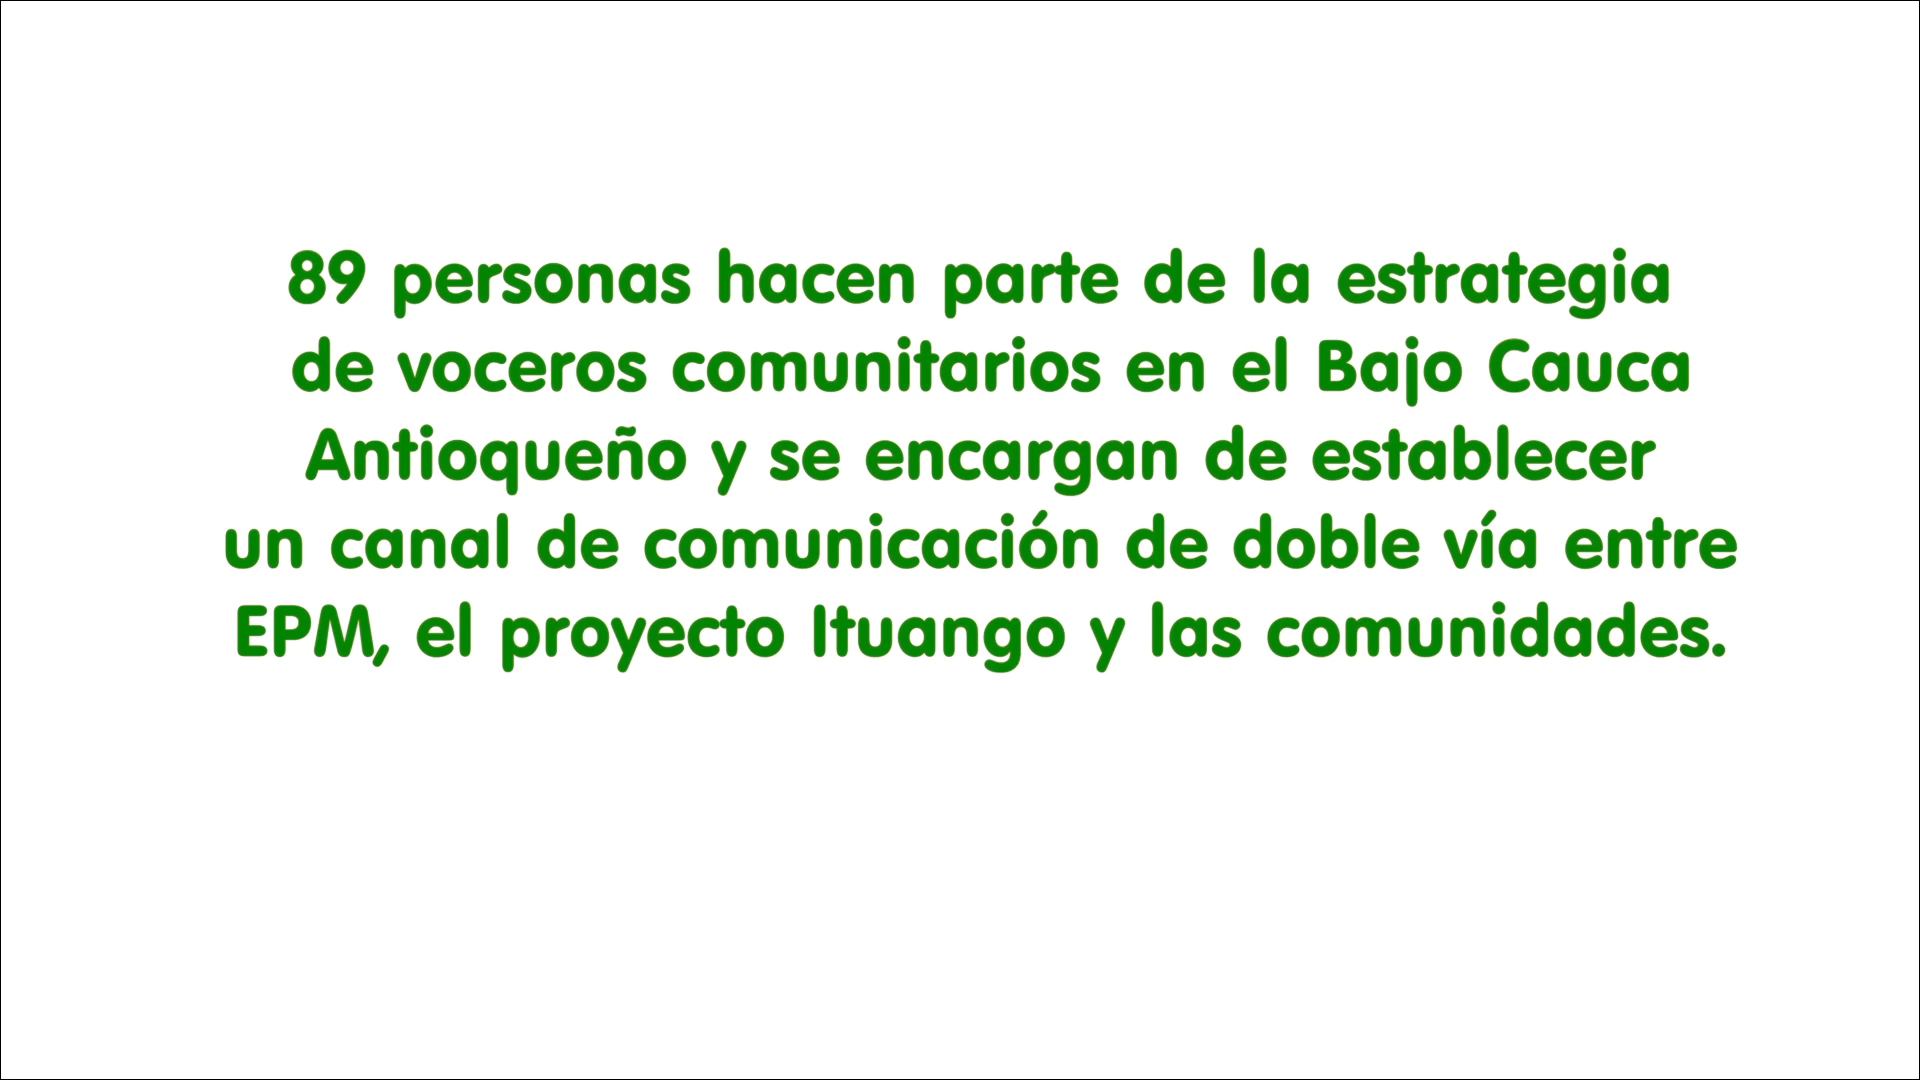 89 personas hacen parte de la estrategia
de voceros comunitarios en el Bajo Cauca
Antioqueño y se encargan de establecer
un canal de comunicación de doble vía entre
EPM, el proyecto Ituango y las comunidades.